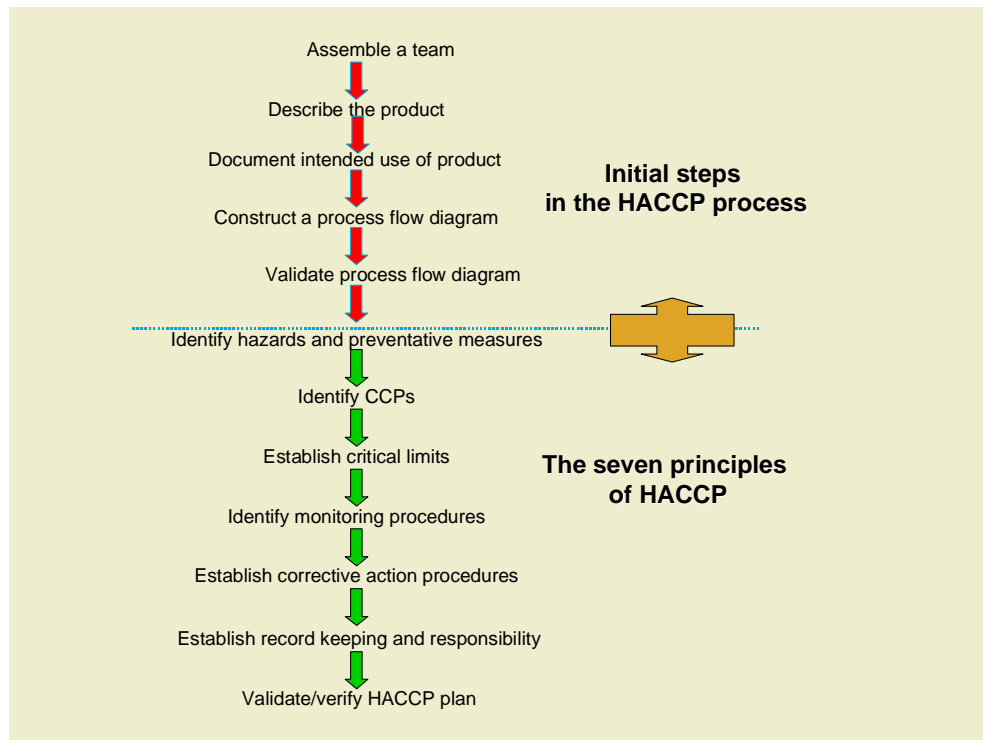 Assemble a team
Describe the product
Document intended use of product
Construct a process flow diagram
Validate process flow diagram
Initial steps
in the HACCP process
Identify hazards and preventative measures
Identify CCPs
Establish critical limits
Identify monitoring procedures
Establish corrective action procedures
Establish record keeping and responsibility
Validate/verify HACCP plan
The seven principles
of HACCP